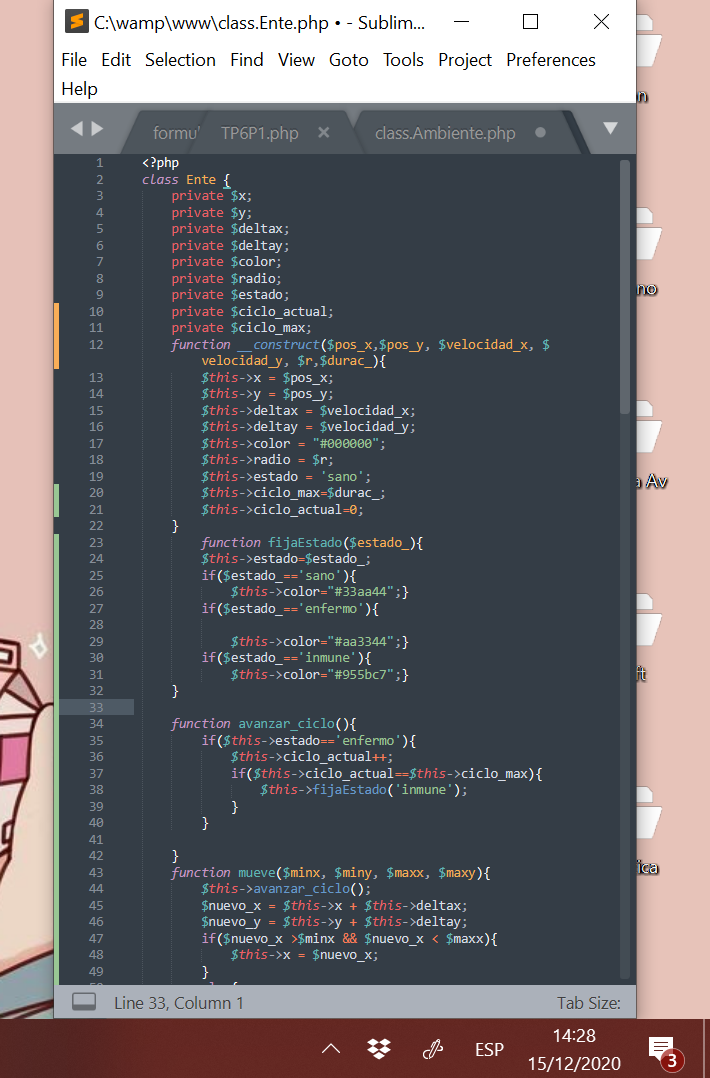 C:\wamp\www\class.Ente.php • - Sublim...
File Edit Selection Find View Goto Tools Project Preferences
Help
formu TP6P1.php × class.Ambiente.php
1 <?php
2 class Ente {
3 private $x;
4 private $y;
5 private $deltax;
6 private $deltay;
7 private $color;
8 private $radio;
9 private $estado;
10 private $ciclo_actual;
11 private $ciclo_max;
12 function __construct($pos_x,$pos_y, $velocidad_x, $
velocidad_y, $r,$durac_){
13 $this->x = $pos_x;
14 $this->y = $pos_y;
15 $this->deltax = $velocidad_x;
16 $this->deltay = $velocidad_y;
17 $this->color = "#000000";
18 $this->radio = $r;
19 $this->estado = 'sano';
20 $this->ciclo_max=$durac_;
21 $this->ciclo_actual=0;
22 }
23 function fijaEstado($estado_){
24 $this->estado=$estado_;
25 if($estado_=='sano'){
26 $this->color="#33aa44";}
27 if($estado_=='enfermo'){
28
29 $this->color="#aa3344";}
30 if($estado_=='inmune'){
31 $this->color="#955bc7";}
32 }
33
34 function avanzar_ciclo(){
35 if($this->estado=='enfermo'){
36 $this->ciclo_actual++;
37 if($this->ciclo_actual==$this->ciclo_max){
38 $this->fijaEstado('inmune');
39 }
40 }
41
42 }
43 function mueve($minx, $miny, $maxx, $maxy){
44 $this->avanzar_ciclo();
45 $nuevo_x = $this->x + $this->deltax;
46 $nuevo_y = $this->y + $this->deltay;
47 if($nuevo_x >$minx && $nuevo_x < $maxx){
48 $this->x = $nuevo_x;
49 }
Line 33, Column 1 Tab Size:
n
no
a Av
ft
ica
ESP
14:28
15/12/2020
3